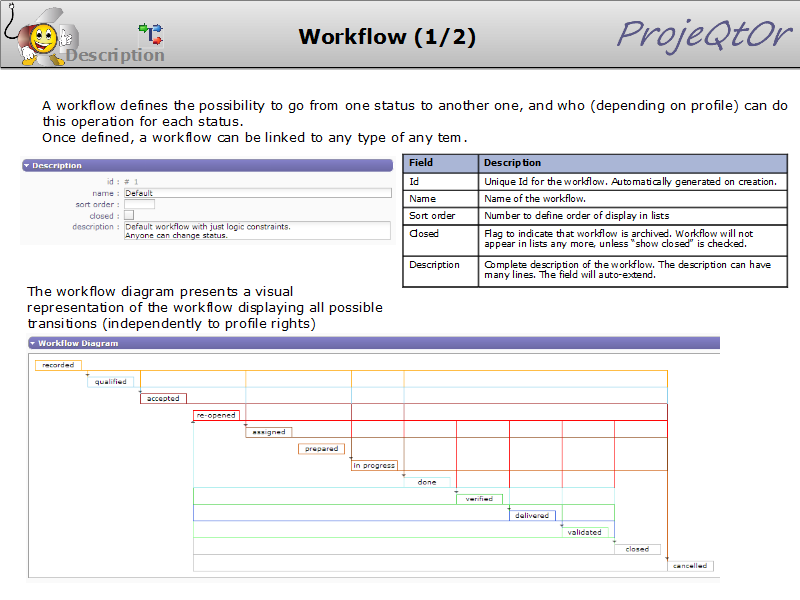 Description
Workflow (1/2)
ProjeQtOr
A workflow defines the possibility to go from one status to another one, and who (depending on profile) can do
this operation for each status.
Once defined, a workflow can be linked to any type of any tem.
Description
id : # 1
name : Default
sort order :
closed :
description : Default workflow with just logic constraints.
Anyone can change status.
Field Description
Id Unique Id for the workflow. Automatically generated on creation.
Name Name of the workflow.
Sort order Number to define order of display in lists
Closed Flag to indicate that workflow is archived. Workflow will not
appear in lists any more, unless “show closed” is checked.
Description Complete description of the workflow. The description can have
many lines. The field will auto-extend.
The workflow diagram presents a visual
representation of the workflow displaying all possible
transitions (independently to profile rights)
Workflow Diagram
recorded
qualified
accepted
re-opened
assigned
prepared
in progress
done
verified
delivered
validated
closed
cancelled